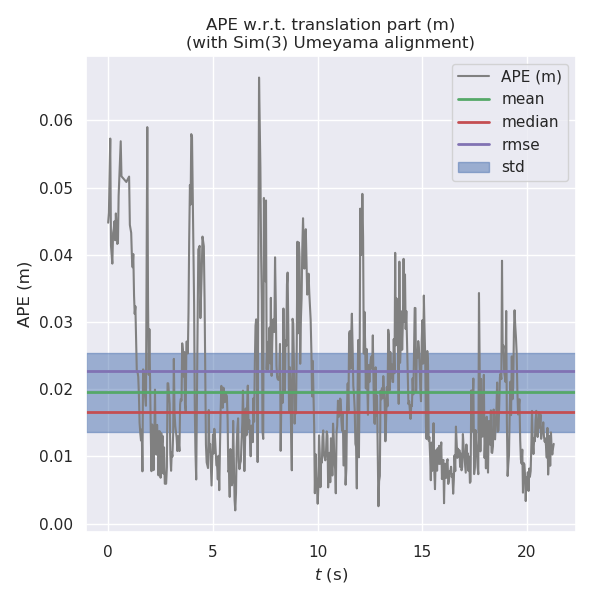 APE w.r.t. translation part (m)
(with Sim(3) Umeyama alignment)
APE (m)
mean
median
rmse
std
APE (m)
0.06
0.05
0.04
0.03
0.02
0.01
0.00
0
5
10
15
20
t (s)